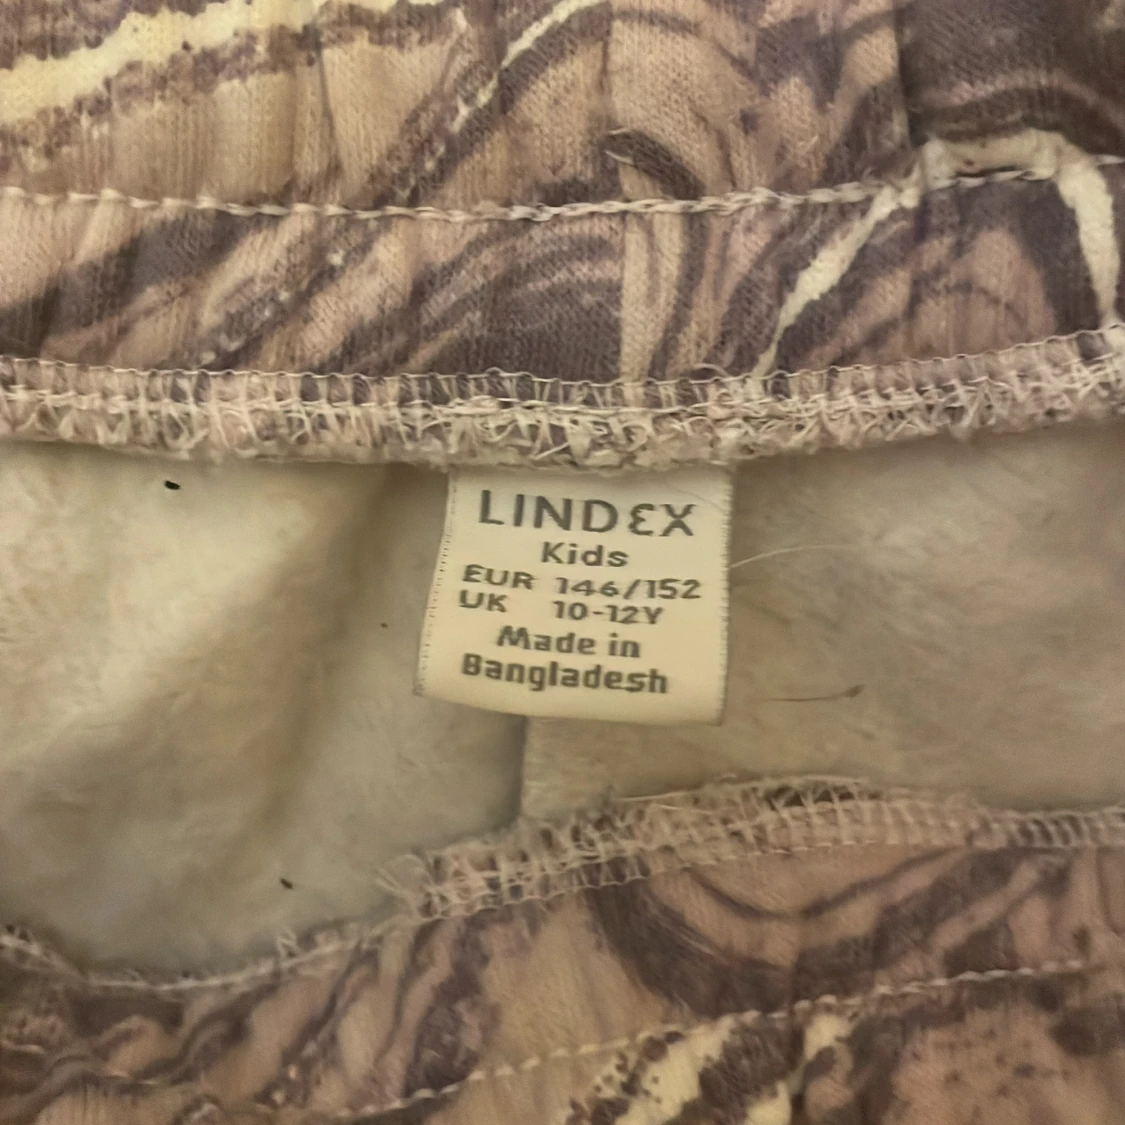 LINDEX
Kids
EUR 146/152
UK 10-12Y
Made in
Bangladesh